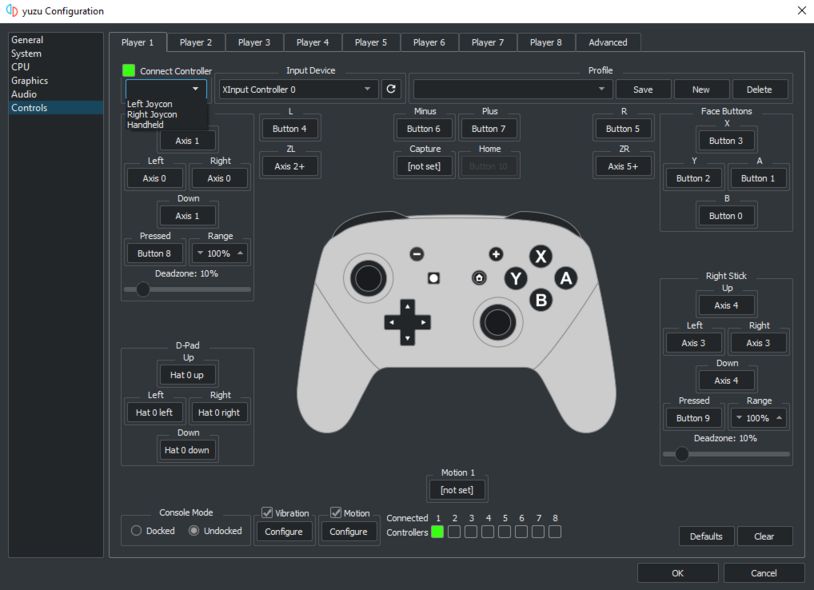 yuzu Configuration
General
System
CPU
Graphics
Audio
Controls
Player 1 Player 2 Player 3 Player 4 Player 5 Player 6 Player 7 Player 8 Advanced
Connect Controller
Left Joycon
Right Joycon
Handheld
Input Device
XInput Controller 0
Profile
Save New Delete
Axis 1
Left Right
Axis 0 Axis 0
Down
Axis 1
Pressed Range
Button 8 100%
Deadzone: 10%
L
Button 4
ZL
Axis 2+
Minus Plus
Button 6 Button 7
Capture Home
[not set] Button 10
R
Button 5
ZR
Axis 5+
Face Buttons
X
Button 3
Y A
Button 2 Button 1
B
Button 0
X
Y A
B
D-Pad
Up
Hat 0 up
Left Right
Hat 0 left Hat 0 right
Down
Hat 0 down
Right Stick
Up
Axis 4
Left Right
Axis 3 Axis 3
Down
Axis 4
Pressed Range
Button 9 100%
Deadzone: 10%
Motion 1
[not set]
Console Mode
Docked Undocked
Vibration
Configure
Motion
Configure
Connected 1 2 3 4 5 6 7 8
Controllers
Defaults Clear
OK Cancel